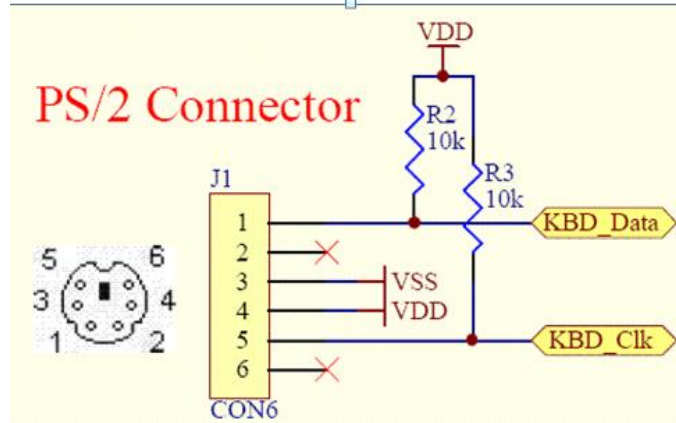 VDD
PS/2 Connector
R2
10k
R3
10k
J1
1
KBD_Data
2
3
VSS
4
VDD
5
KBD_Clk
6
CON6
5
6
3
4
1
2